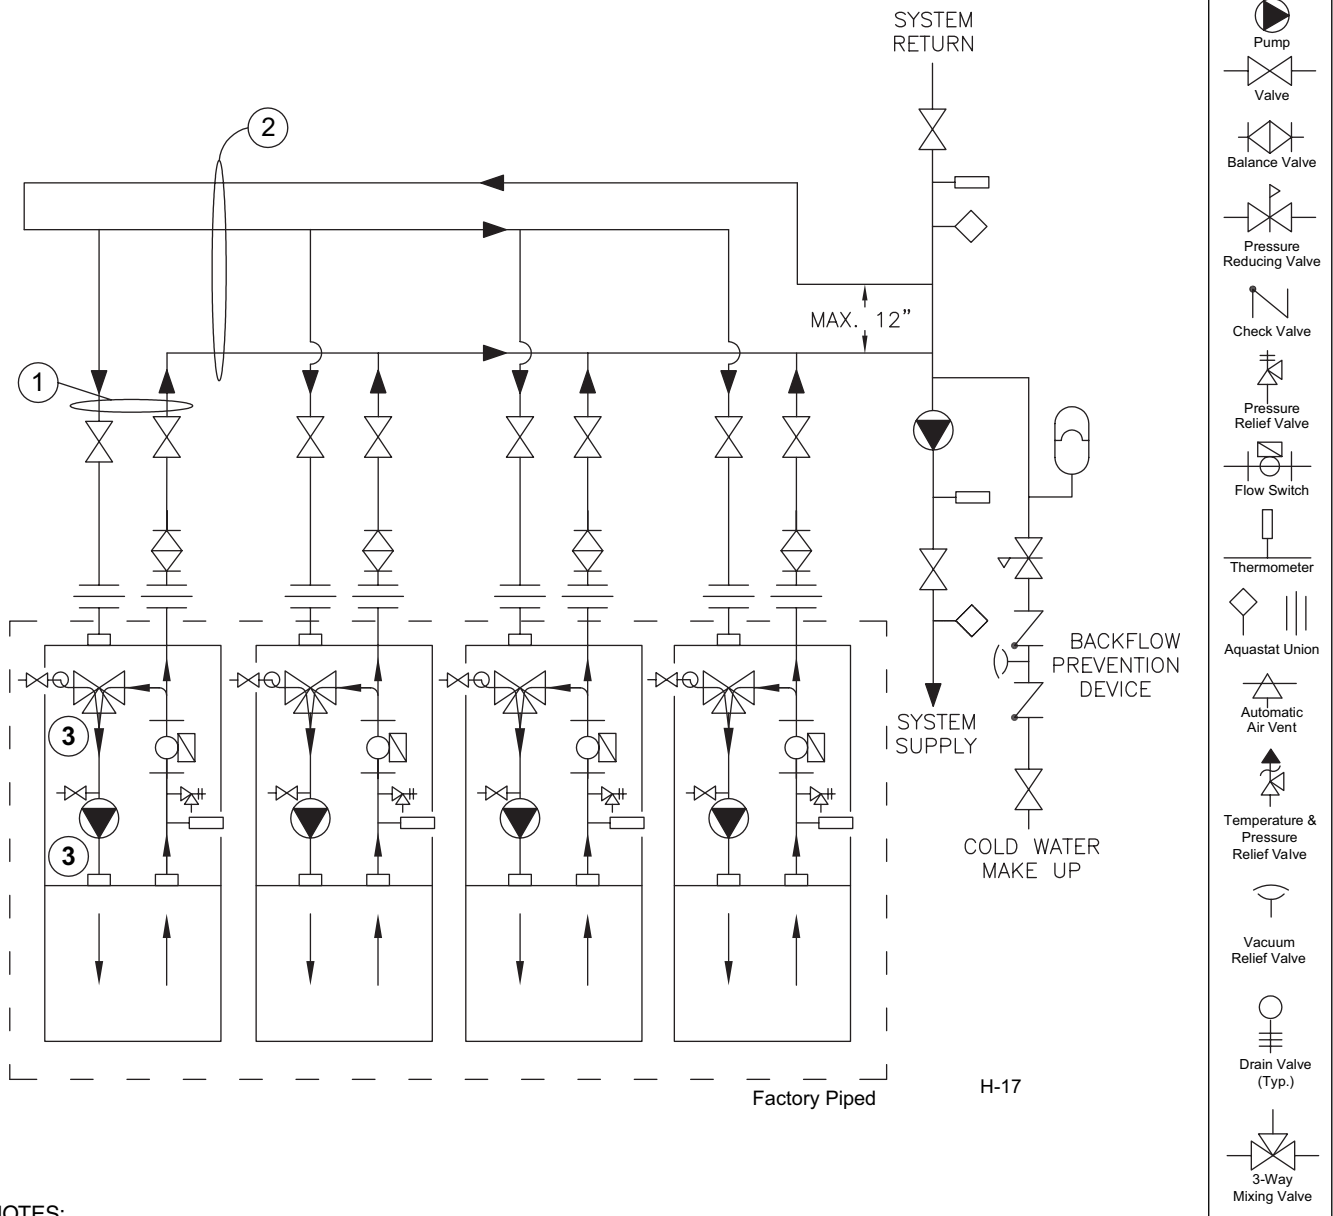 SYSTEM
RETURN
2
MAX. 12”
1
BACKFLOW
PREVENTION
DEVICE
SYSTEM
SUPPLY
3
3
COLD WATER
MAKE UP
Factory Piped
H-17
NOTES:
Pump
Valve
Balance Valve
Pressure
Reducing Valve
Check Valve
Pressure
Relief Valve
Flow Switch
Thermometer
Aquastat Union
Automatic
Air Vent
Temperature &
Pressure
Relief Valve
Vacuum
Relief Valve
Drain Valve
(Typ.)
3-Way
Mixing Valve